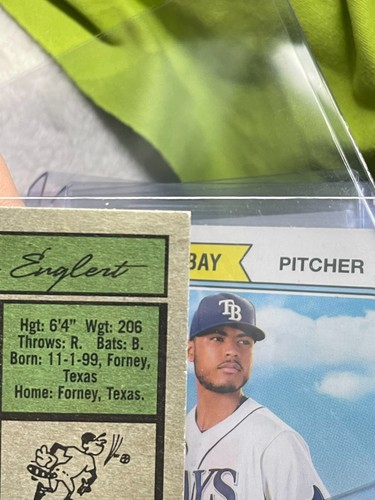 Englert
Hgt: 6'4" Wgt: 206
Throws: R. Bats: B.
Born: 11-1-99, Forney,
Texas
Home: Forney, Texas.
BAY
PITCHER
TB
AYS